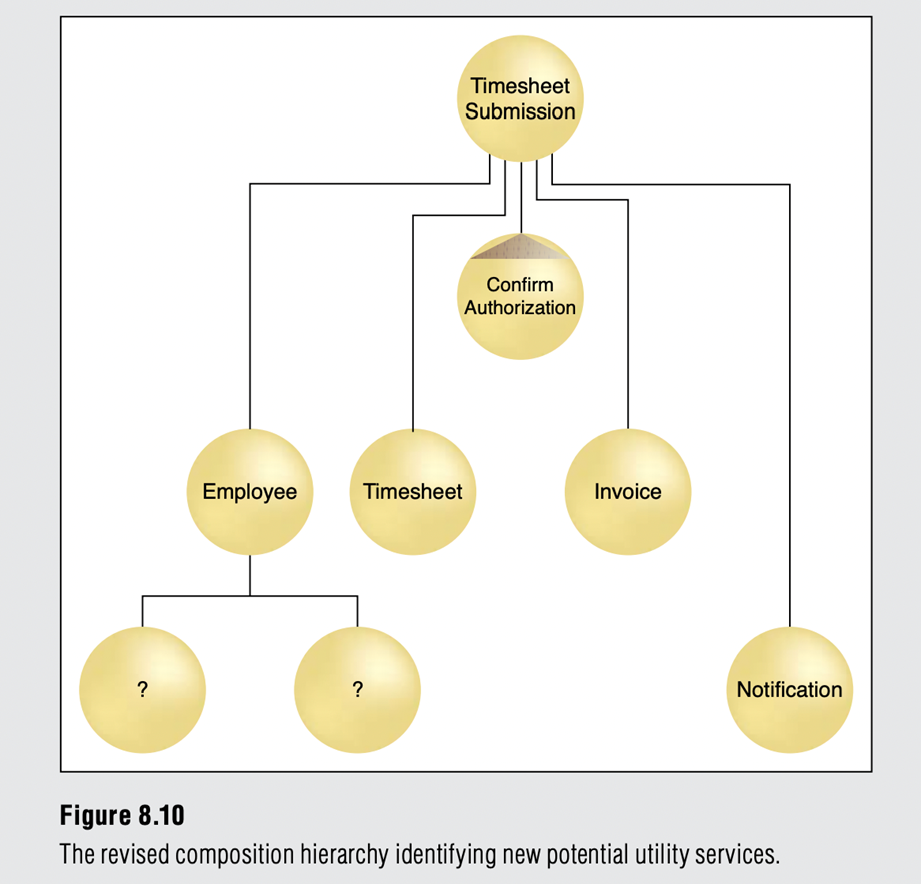 Timesheet
Submission
Confirm
Authorization
Employee
Timesheet
Invoice
?
?
Notification
Figure 8.10
The revised composition hierarchy identifying new potential utility services.